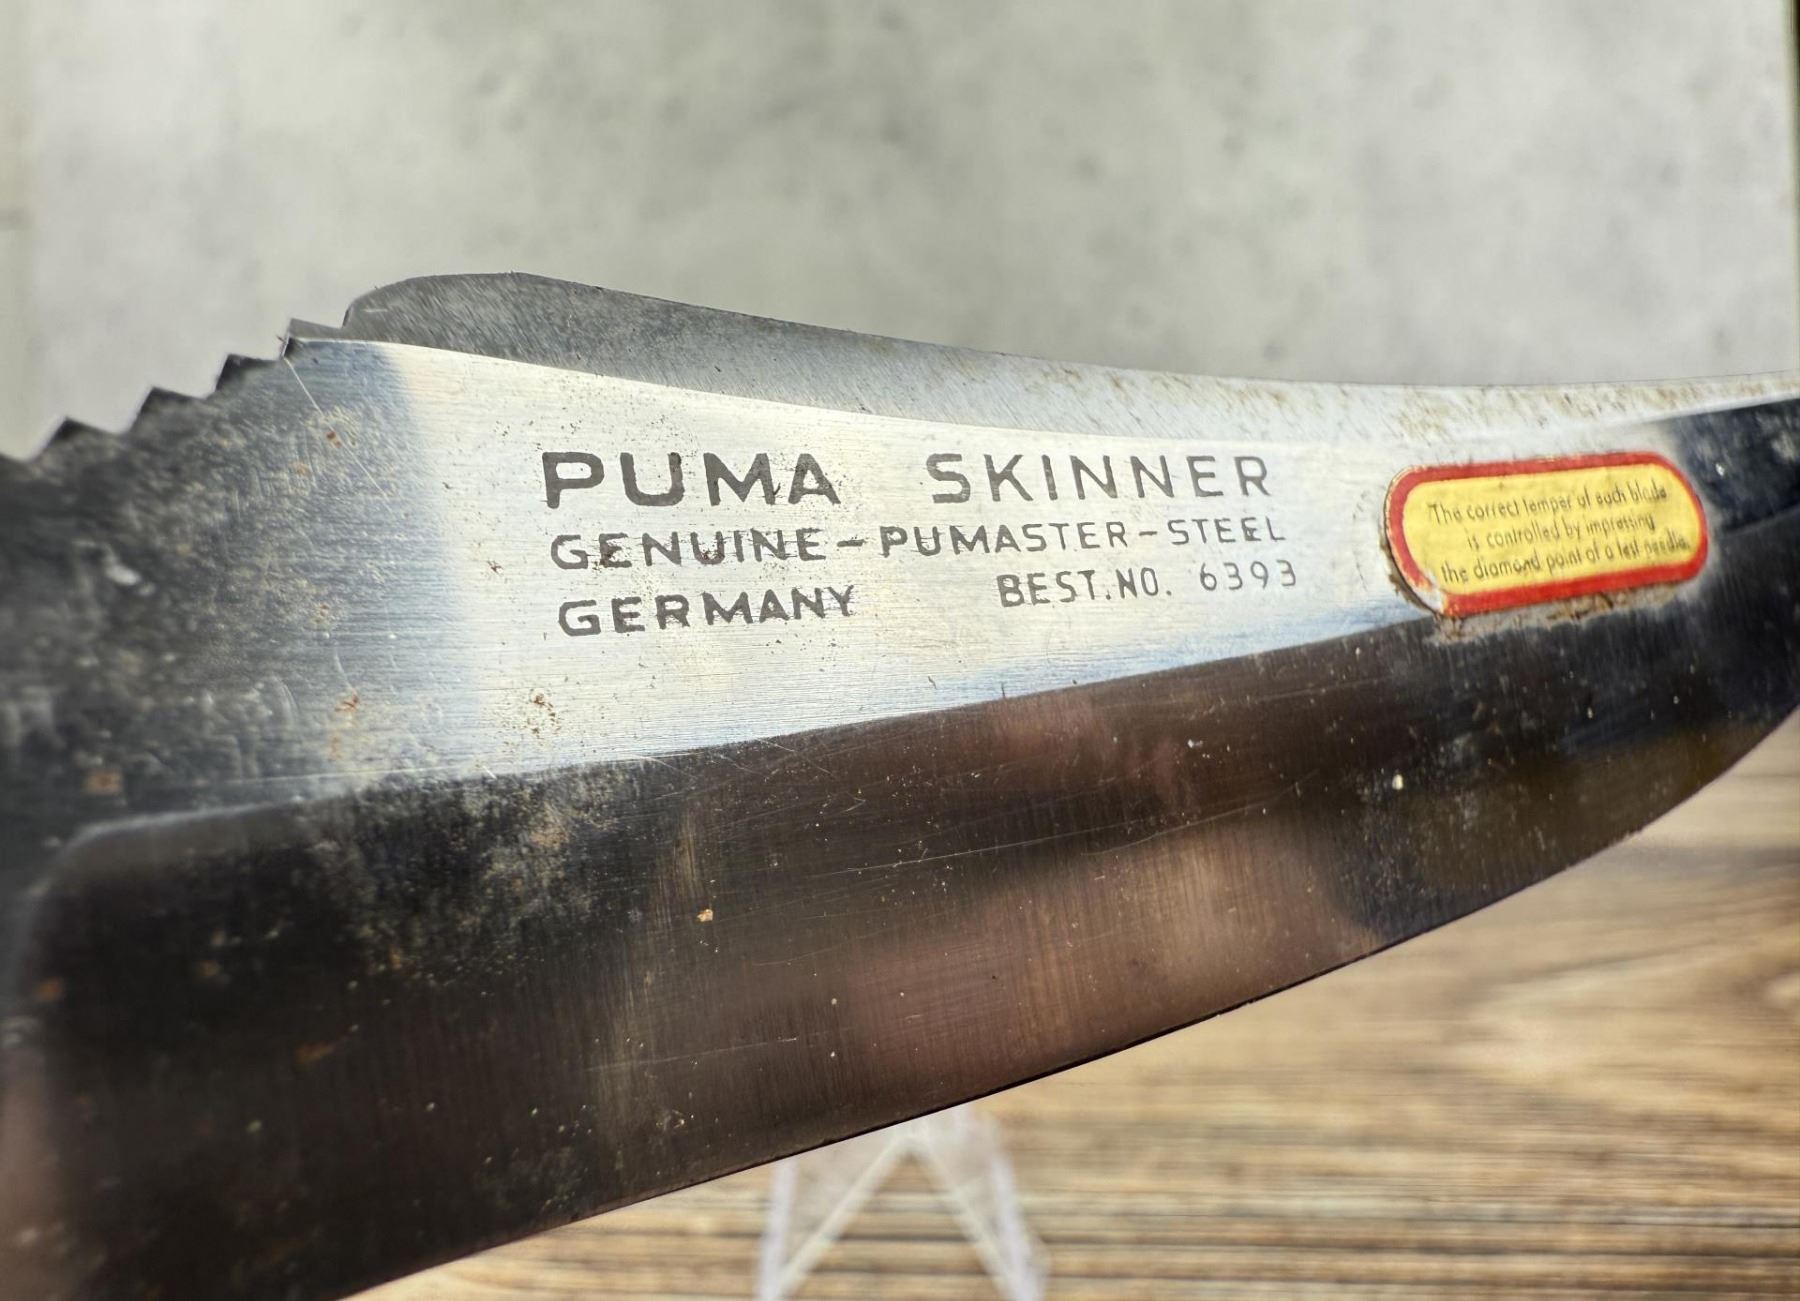 PUMA SKINNER
GENUINE-PUMASTER-STEEL
GERMANY BEST.NO. 6393
The correct temper of each blade
is controlled by impressing
the diamond point of a test needle.